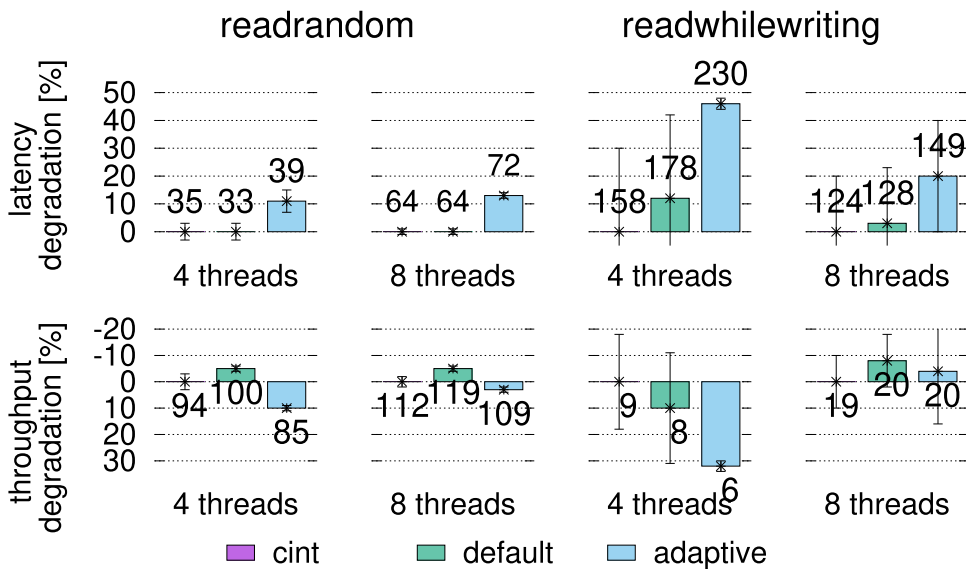 readrandom readwhilewriting
latency degradation [%]
50
40
30
20
10
0
35 33 39
64 64 72
158 178 230
124 128 149
4 threads 8 threads 4 threads 8 threads
throughput degradation [%]
-20
-10
0
10
20
30
94 100 85
112 119 109
9 8 6
19 20 20
4 threads 8 threads 4 threads 8 threads
cint default adaptive